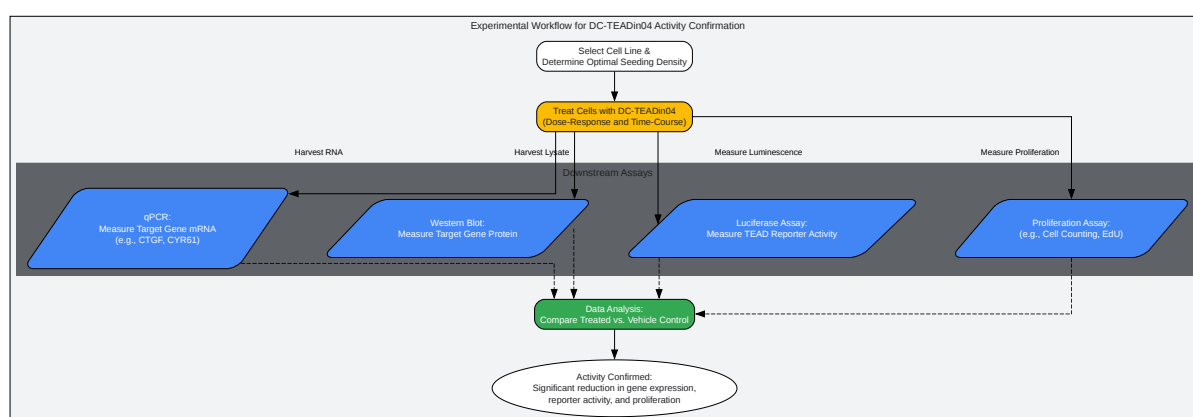 Experimental Workflow for DC-TEADin04 Activity Confirmation
Select Cell Line &
Determine Optimal Seeding Density
Treat Cells with DC-TEADin04
(Dose-Response and Time-Course)
Harvest RNA
Harvest Lysate
Measure Luminescence
Measure Proliferation
Downstream Assays
qPCR:
Measure Target Gene mRNA
(e.g., CTGF, CYR61)
Western Blot:
Measure Target Gene Protein
Luciferase Assay:
Measure TEAD Reporter Activity
Proliferation Assay:
(e.g., Cell Counting, EdU)
Data Analysis:
Compare Treated vs. Vehicle Control
Activity Confirmed:
Significant reduction in gene expression,
reporter activity, and proliferation